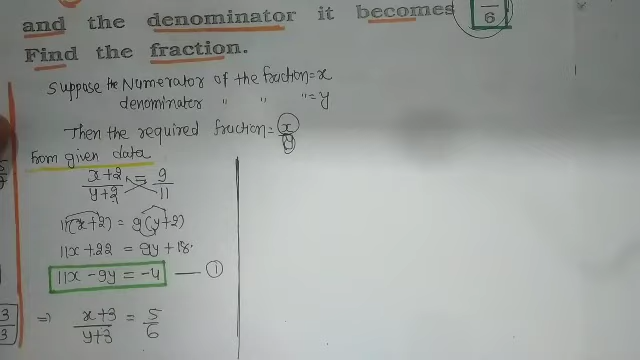 and the denominator it becomes 6
Find the fraction.
Suppose the Numerator of the fraction = x
denominator " " " = y
Then the required fraction = x/y
from given data
x+2/y+2 = 9/11
11(x+2) = 9(y+2)
11x+22 = 9y+18
11x - 9y = -4 — 1
⇒ x+3/y+3 = 5/6
3
3